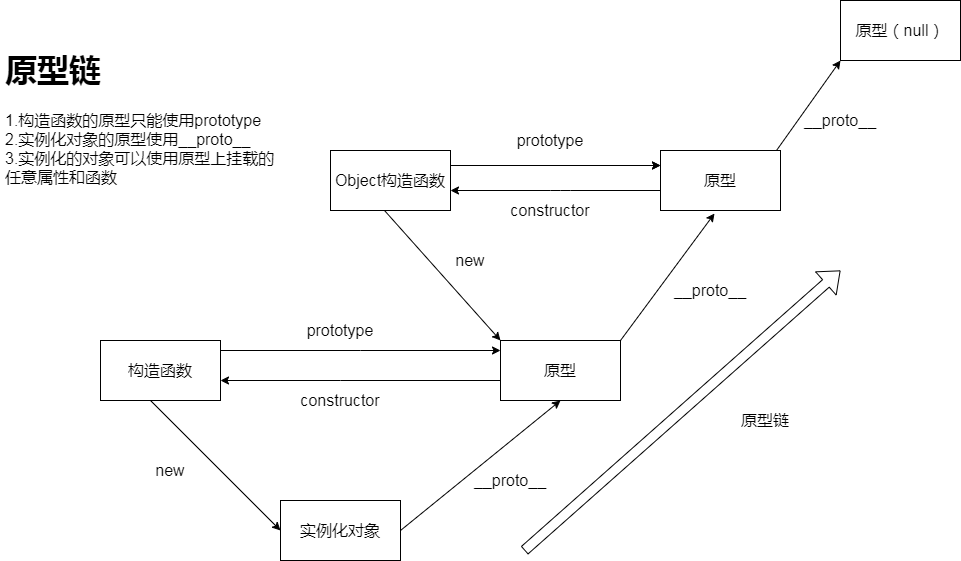 原型链
1.构造函数的原型只能使用prototype
2.实例化对象的原型使用__proto__
3.实例化的对象可以使用原型上挂载的
任意属性和函数
原型（null）
__proto__
prototype
Object构造函数
原型
constructor
new
__proto__
prototype
构造函数
原型
constructor
原型链
new
__proto__
实例化对象